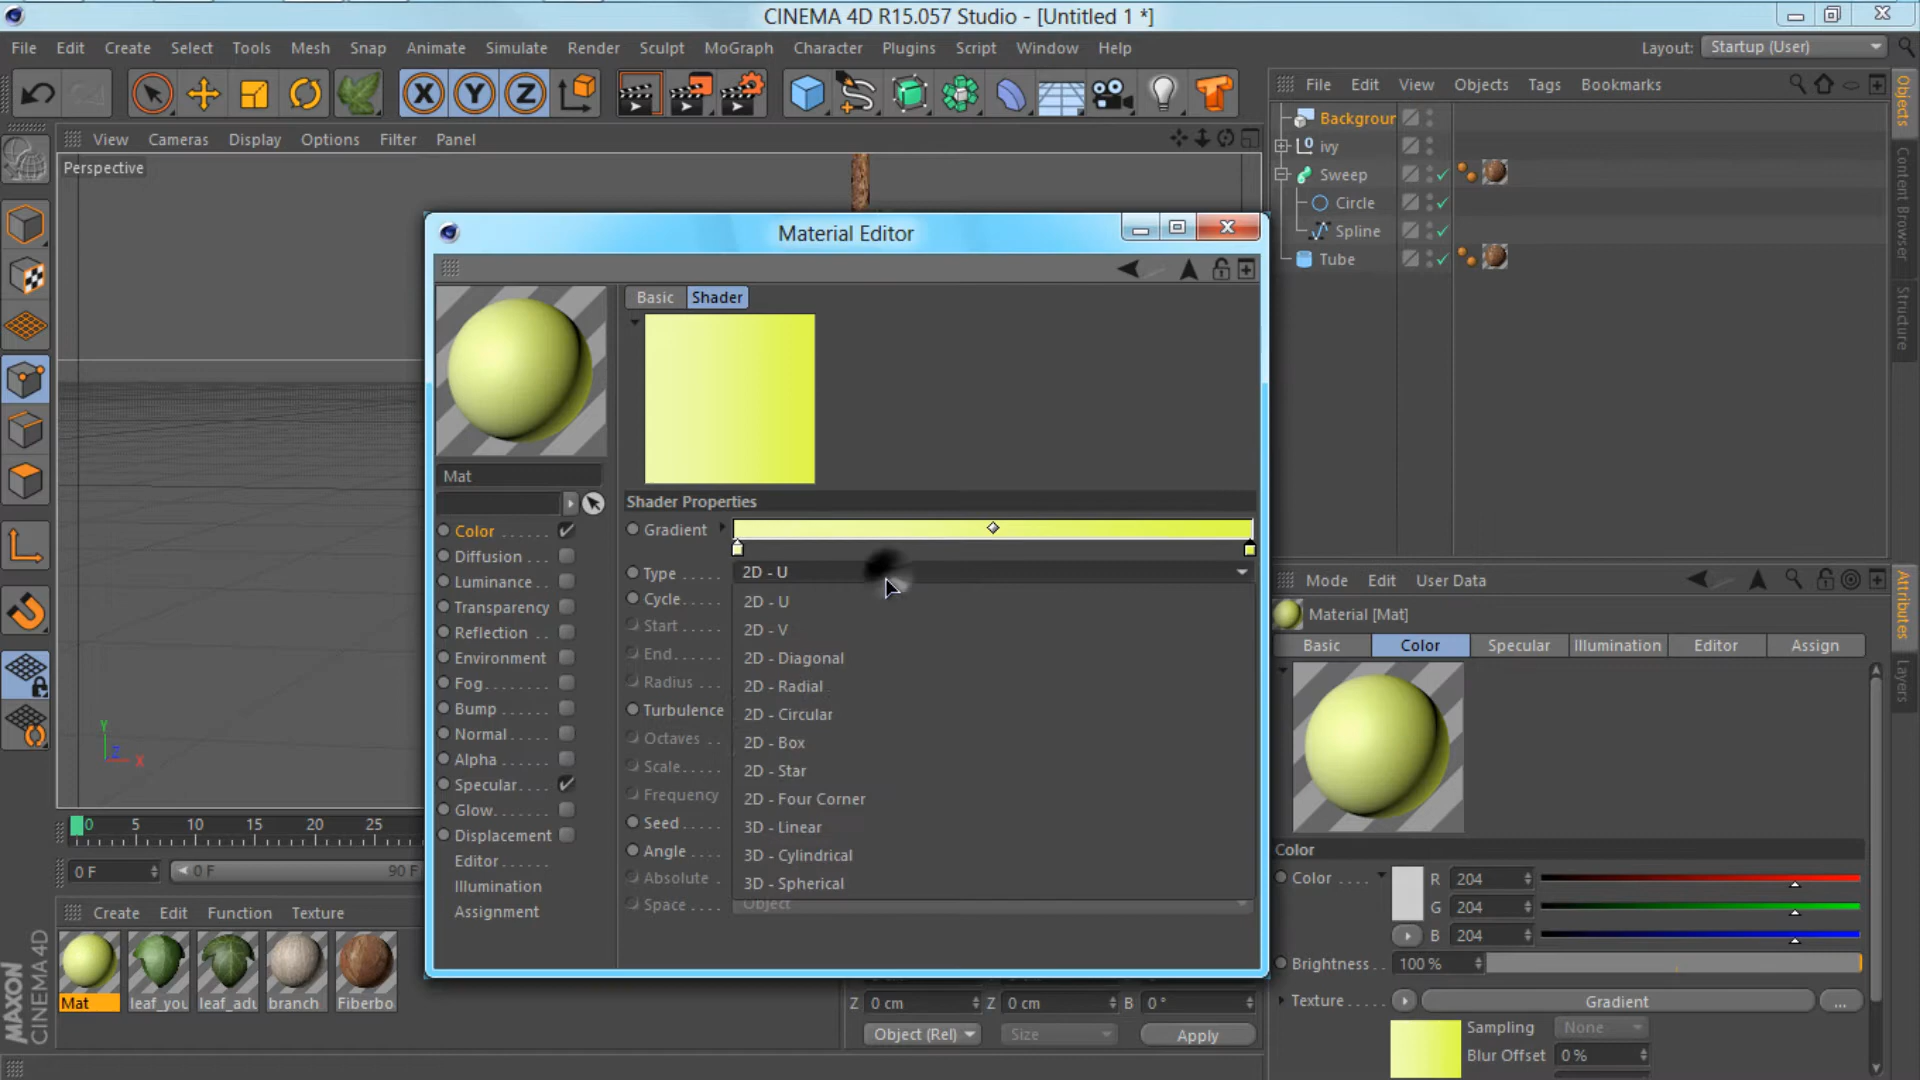 CINEMA 4D R15.057 Studio - [Untitled 1 *]
File Edit Create Select Tools Mesh Snap Animate Simulate Render Sculpt MoGraph Character Plugins Script Window Help
Layout: Startup (User)
X Y Z
View Cameras Display Options Filter Panel
Perspective
Y
Z
X
File Edit View Objects Tags Bookmarks
Backgrour
ivy
Sweep
Circle
Spline
Tube
Objects
Content Browser
Structure
Material Editor
Basic Shader
Mat
Color
Diffusion
Luminance
Transparency
Reflection
Environment
Fog
Bump
Normal
Alpha
Specular
Glow
Displacement
Editor
Illumination
Assignment
Shader Properties
Gradient
Type 2D - U
Cycle
Start
End
Radius
Turbulence
Octaves
Scale
Frequency
Seed
Angle
Absolute
Space Object
2D - U
2D - V
2D - Diagonal
2D - Radial
2D - Circular
2D - Box
2D - Star
2D - Four Corner
3D - Linear
3D - Cylindrical
3D - Spherical
Mode Edit User Data
Material [Mat]
Basic Color Specular Illumination Editor Assign
Color
Color R 204
G 204
B 204
Brightness 100 %
Texture Gradient ...
Sampling None
Blur Offset 0 %
Attributes
Layers
0 5 10 15 20 25
0 F 0 F 90 F
Create Edit Function Texture
Mat leaf_you leaf_adu branch Fiberbo
MAXON
CINEMA 4D
Z 0 cm Z 0 cm B 0 °
Object (Rel) Size Apply